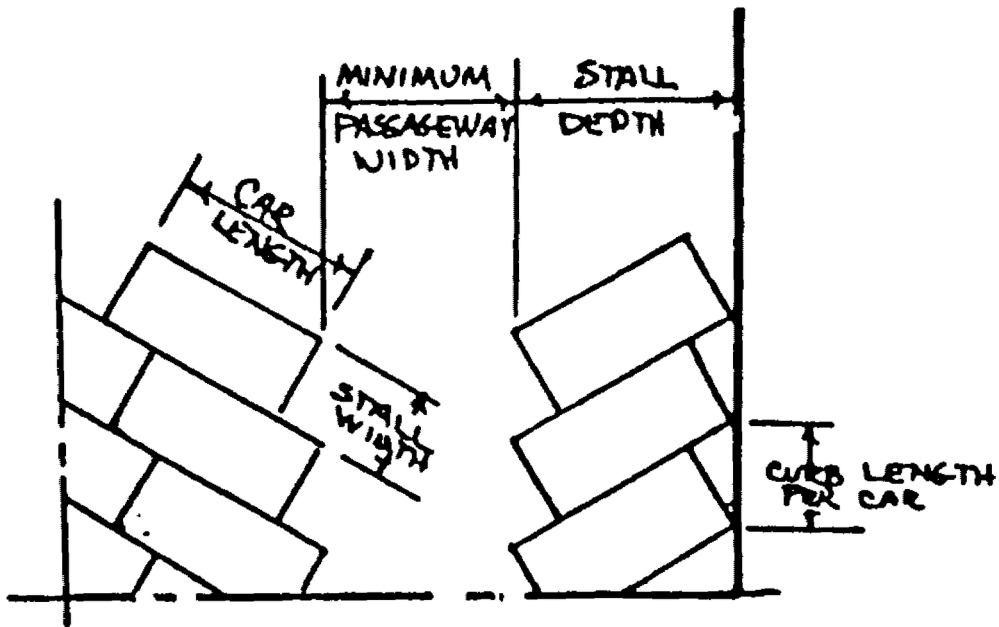 MINIMUM
PASSAGEWAY
WIDTH
STALL
DEPTH
CAR
LENGTH
STALL
WIDTH
CURB LENGTH
PER CAR